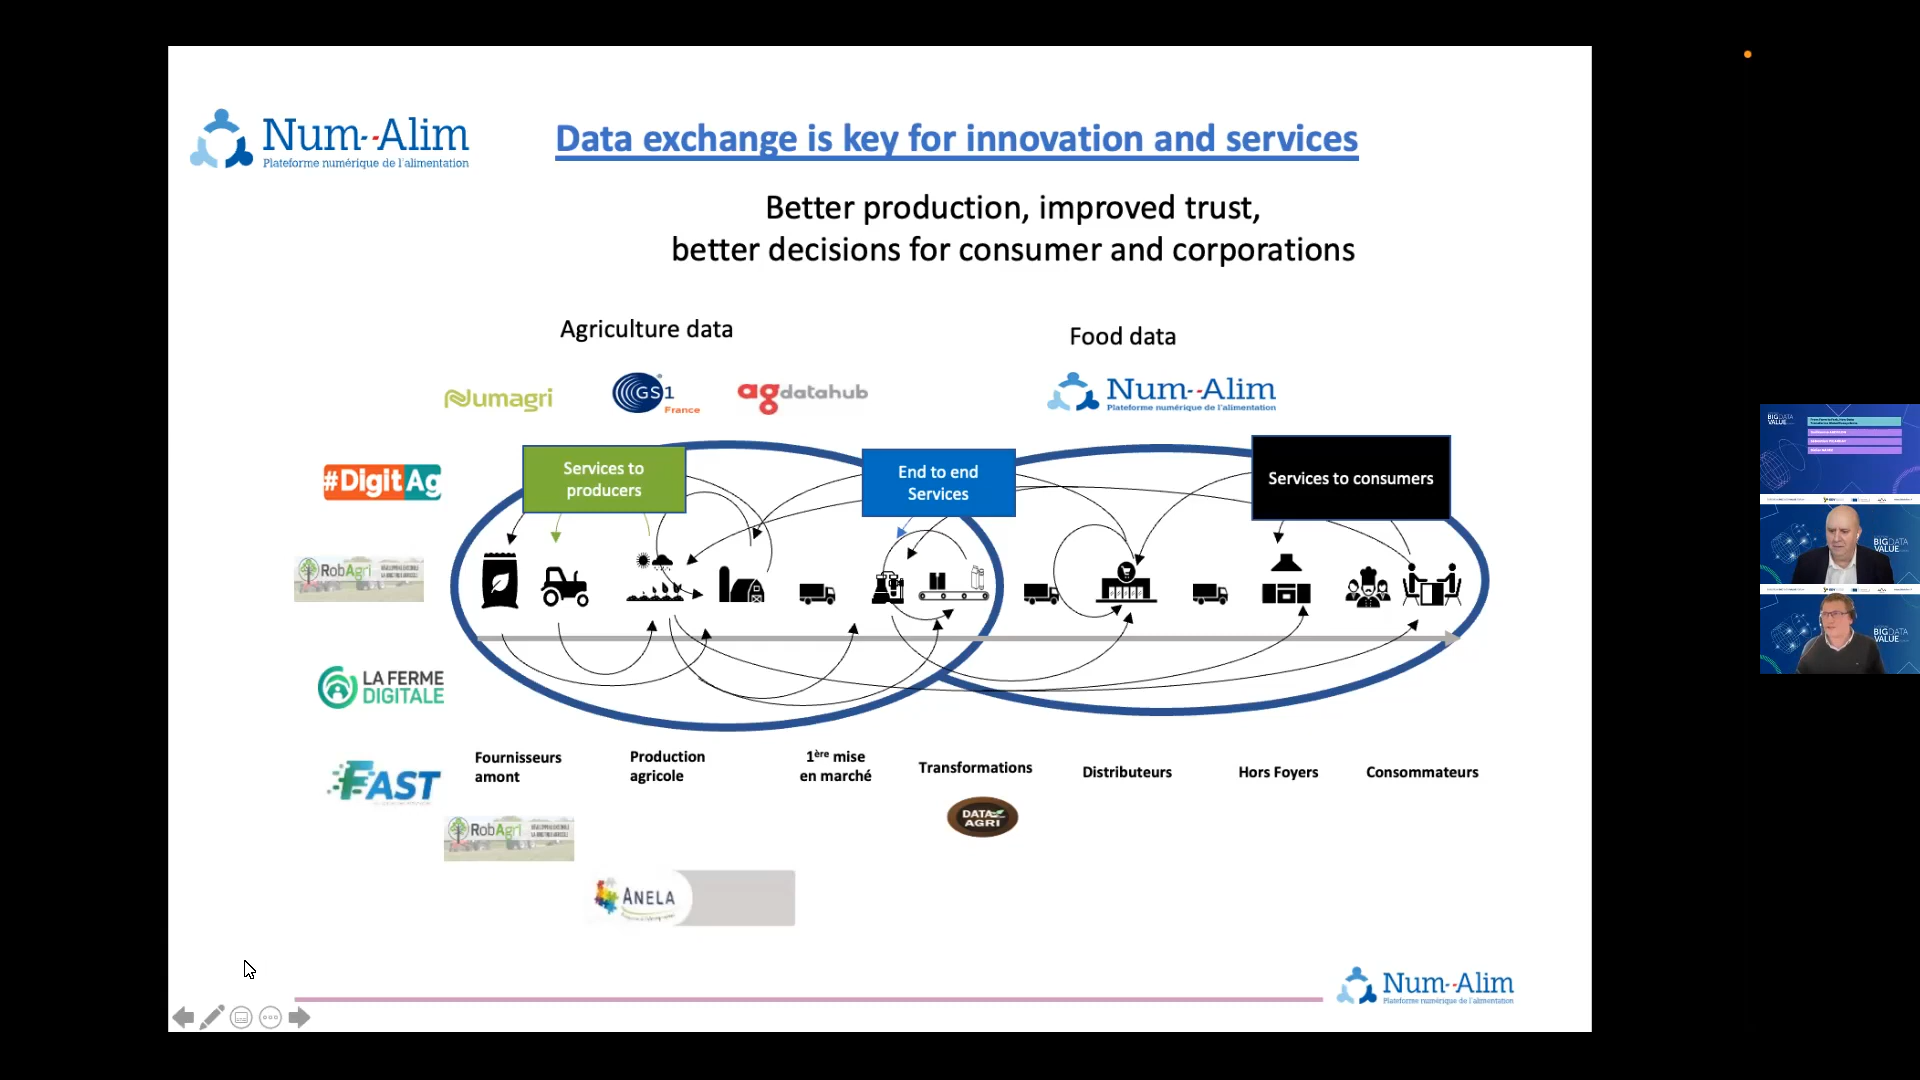 Num--Alim
Plateforme numérique de l'alimentation
Data exchange is key for innovation and services
Better production, improved trust,
better decisions for consumer and corporations
Agriculture data
Food data
Numagri
GS1
France
agdatahub
Num--Alim
Plateforme numérique de l'alimentation
#DigitAg
Services to
producers
End to end
Services
Services to consumers
RobAgri
LA FERME
DIGITALE
FAST
Fournisseurs
amont
Production
agricole
1ère mise
en marché
Transformations
Distributeurs
Hors Foyers
Consommateurs
DATA
AGRI
RobAgri
ANELA
Num--Alim
Plateforme numérique de l'alimentation
BIG DATA
VALUE
BIG DATA
VALUE
BIG DATA
VALUE